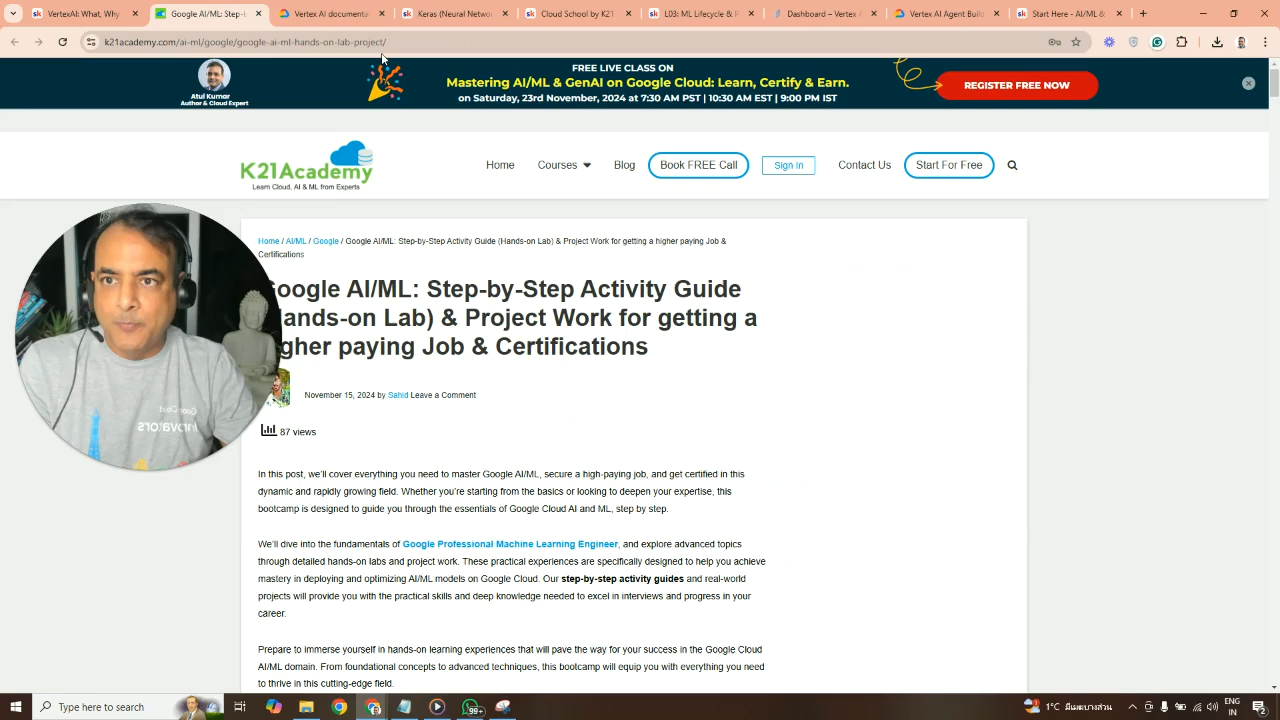 VertexAI: What, Why
Google AI/ML: Step-b
Vertex AI documenta
Keras (Neural Netwo
Cloud School by K21
L03: ML Lifecycle &
Dashboard – Vertex
Vertex AI Agent Buil
Start Here - AI/ML &
k21academy.com/ai-ml/google/google-ai-ml-hands-on-lab-project/
Atul Kumar
Author & Cloud Expert
FREE LIVE CLASS ON
Mastering AI/ML & GenAI on Google Cloud: Learn, Certify & Earn.
on Saturday, 23rd November, 2024 at 7:30 AM PST | 10:30 AM EST | 9:00 PM IST
REGISTER FREE NOW
K21Academy
Learn Cloud, AI & ML from Experts
Home
Courses
Blog
Book FREE Call
Sign In
Contact Us
Start For Free
Home / AI/ML / Google / Google AI/ML: Step-by-Step Activity Guide (Hands-on Lab) & Project Work for getting a higher paying Job &
Certifications
Google AI/ML: Step-by-Step Activity Guide
(Hands-on Lab) & Project Work for getting a
higher paying Job & Certifications
November 15, 2024 by Sahid Leave a Comment
87 views
In this post, we'll cover everything you need to master Google AI/ML, secure a high-paying job, and get certified in this
dynamic and rapidly growing field. Whether you're starting from the basics or looking to deepen your expertise, this
bootcamp is designed to guide you through the essentials of Google Cloud AI and ML, step by step.
We'll dive into the fundamentals of Google Professional Machine Learning Engineer, and explore advanced topics
through detailed hands-on labs and project work. These practical experiences are specifically designed to help you achieve
mastery in deploying and optimizing AI/ML models on Google Cloud. Our step-by-step activity guides and real-world
projects will provide you with the practical skills and deep knowledge needed to excel in interviews and progress in your
career.
Prepare to immerse yourself in hands-on learning experiences that will pave the way for your success in the Google Cloud
AI/ML domain. From foundational concepts to advanced techniques, this bootcamp will equip you with everything you need
to thrive in this cutting-edge field.
Type here to search
99+
1°C
ENG
IN
2